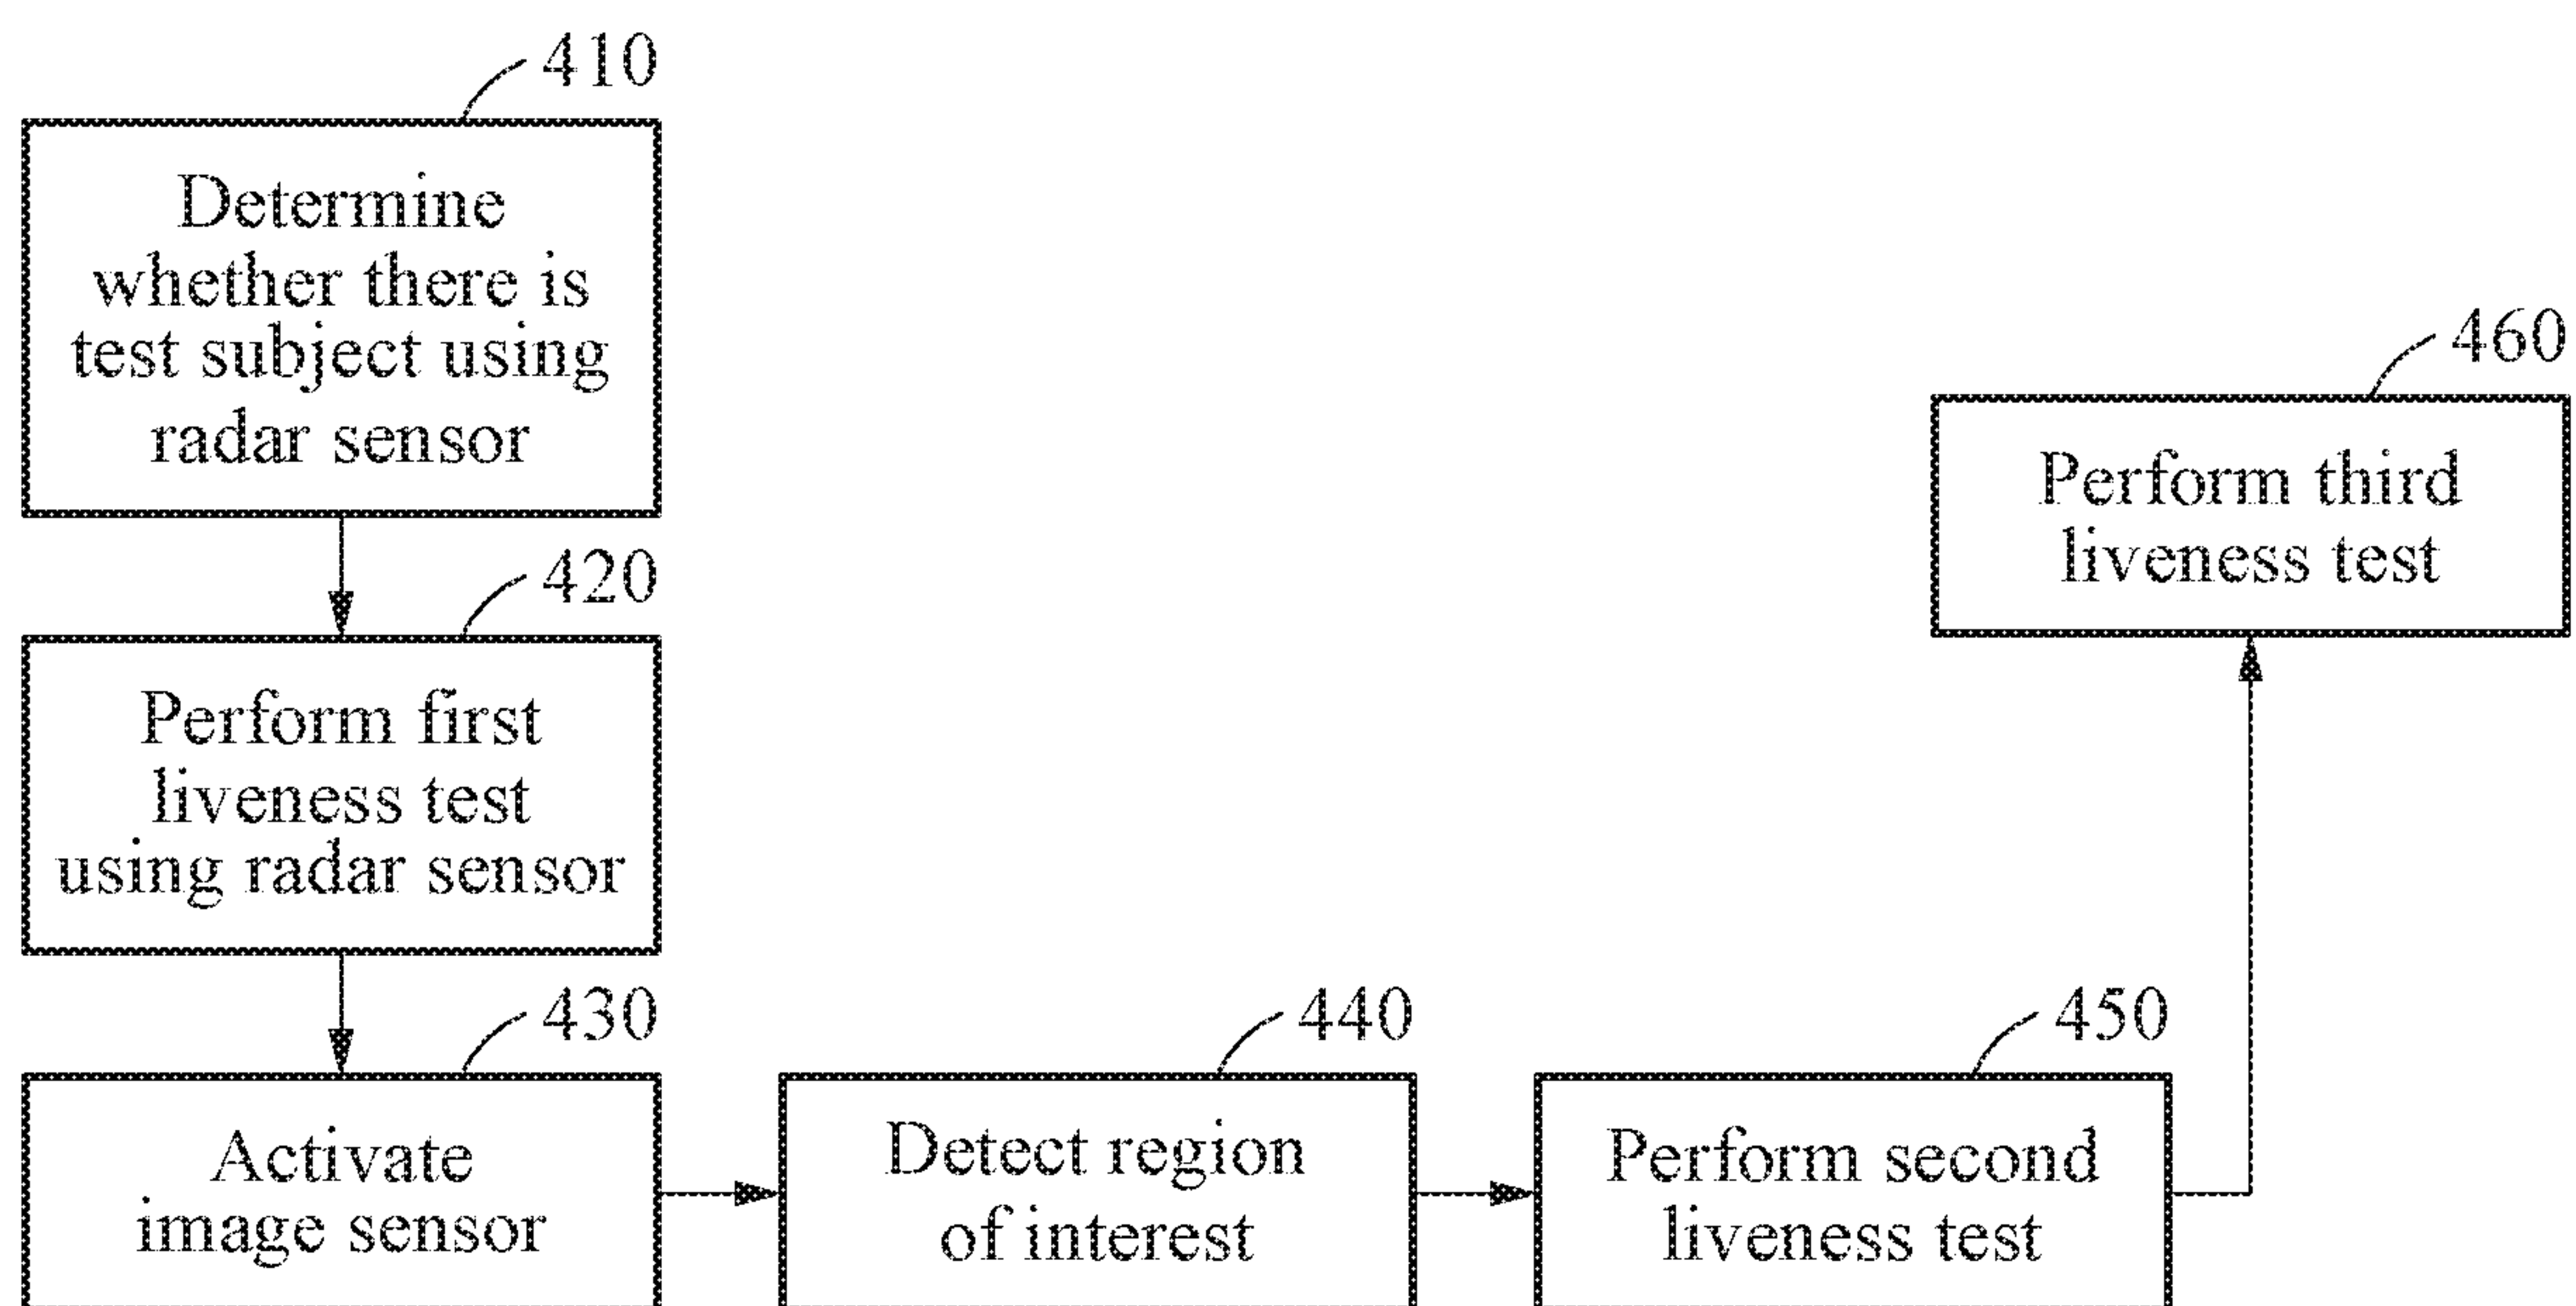 410
Determine
whether there is
test subject using
radar sensor
420
Perform first
liveness test
using radar sensor
430
Activate
image sensor
440
Detect region
of interest
450
Perform second
liveness test
460
Perform third
liveness test